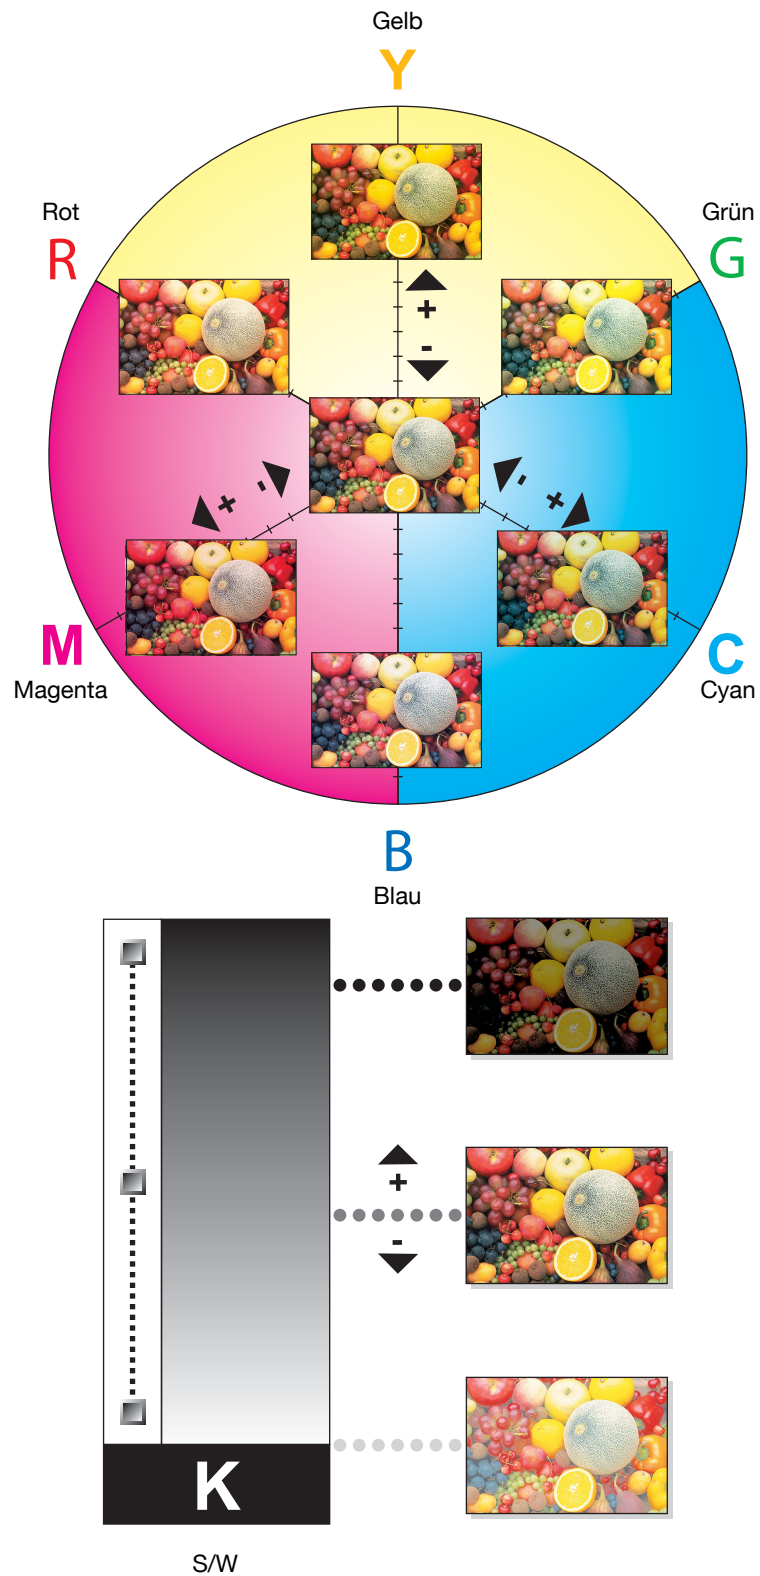 Gelb
Y
Rot
R
Grün
G
+
-
- +
+ -
M
Magenta
C
Cyan
B
Blau
+
-
K
S/W